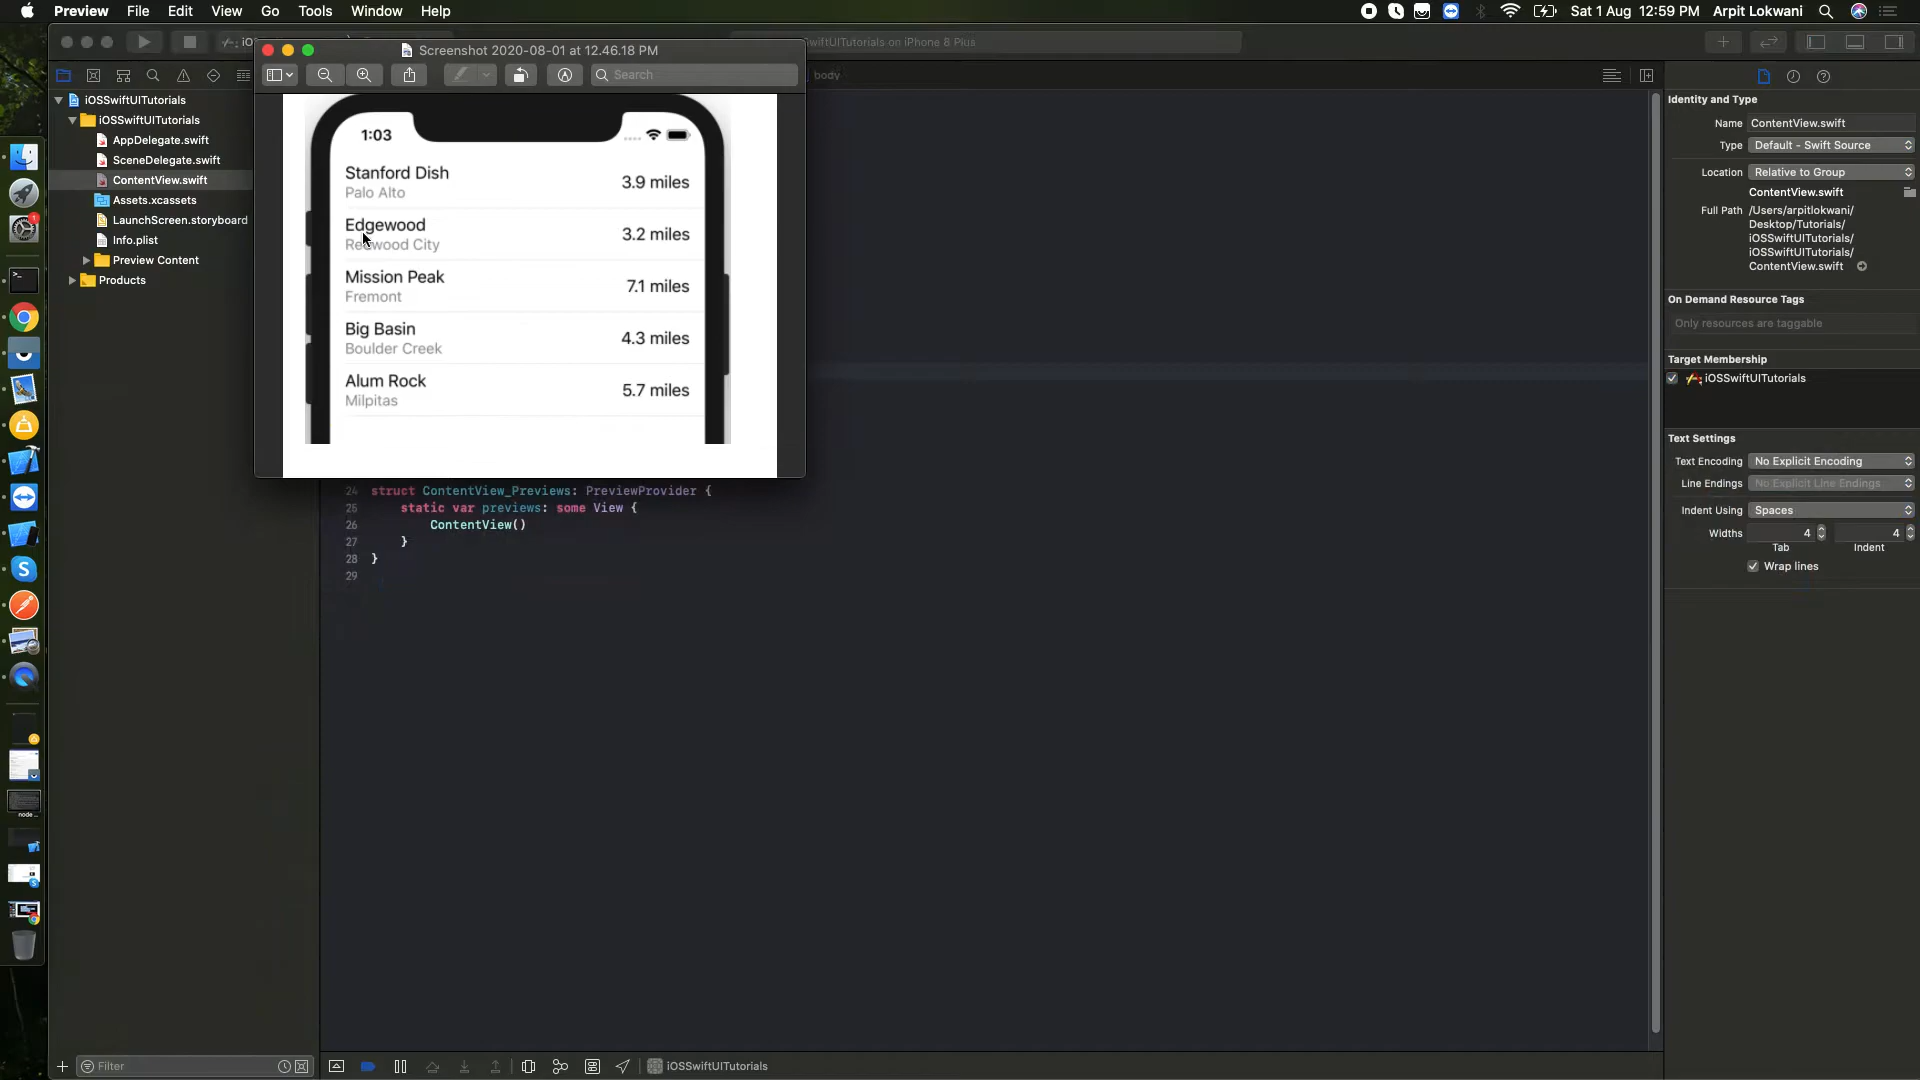 Preview File Edit View Go Tools Window Help
Sat 1 Aug 12:59 PM Arpit Lokwani
Screenshot 2020-08-01 at 12.46.18 PM
Search
SwiftUITutorials on iPhone 8 Plus
body
iOSSwiftUITutorials
iOSSwiftUITutorials
AppDelegate.swift
SceneDelegate.swift
ContentView.swift
Assets.xcassets
LaunchScreen.storyboard
Info.plist
Preview Content
Products
1:03
Stanford Dish
Palo Alto
3.9 miles
Edgewood
Redwood City
3.2 miles
Mission Peak
Fremont
7.1 miles
Big Basin
Boulder Creek
4.3 miles
Alum Rock
Milpitas
5.7 miles
24 struct ContentView_Previews: PreviewProvider {
25 static var previews: some View {
26 ContentView()
27 }
28 }
29
Identity and Type
Name ContentView.swift
Type Default - Swift Source
Location Relative to Group
ContentView.swift
Full Path /Users/arpitlokwani/
Desktop/Tutorials/
iOSSwiftUITutorials/
iOSSwiftUITutorials/
ContentView.swift
On Demand Resource Tags
Only resources are taggable
Target Membership
iOSSwiftUITutorials
Text Settings
Text Encoding No Explicit Encoding
Line Endings No Explicit Line Endings
Indent Using Spaces
Widths 4 4
Tab Indent
Wrap lines
Filter
iOSSwiftUITutorials